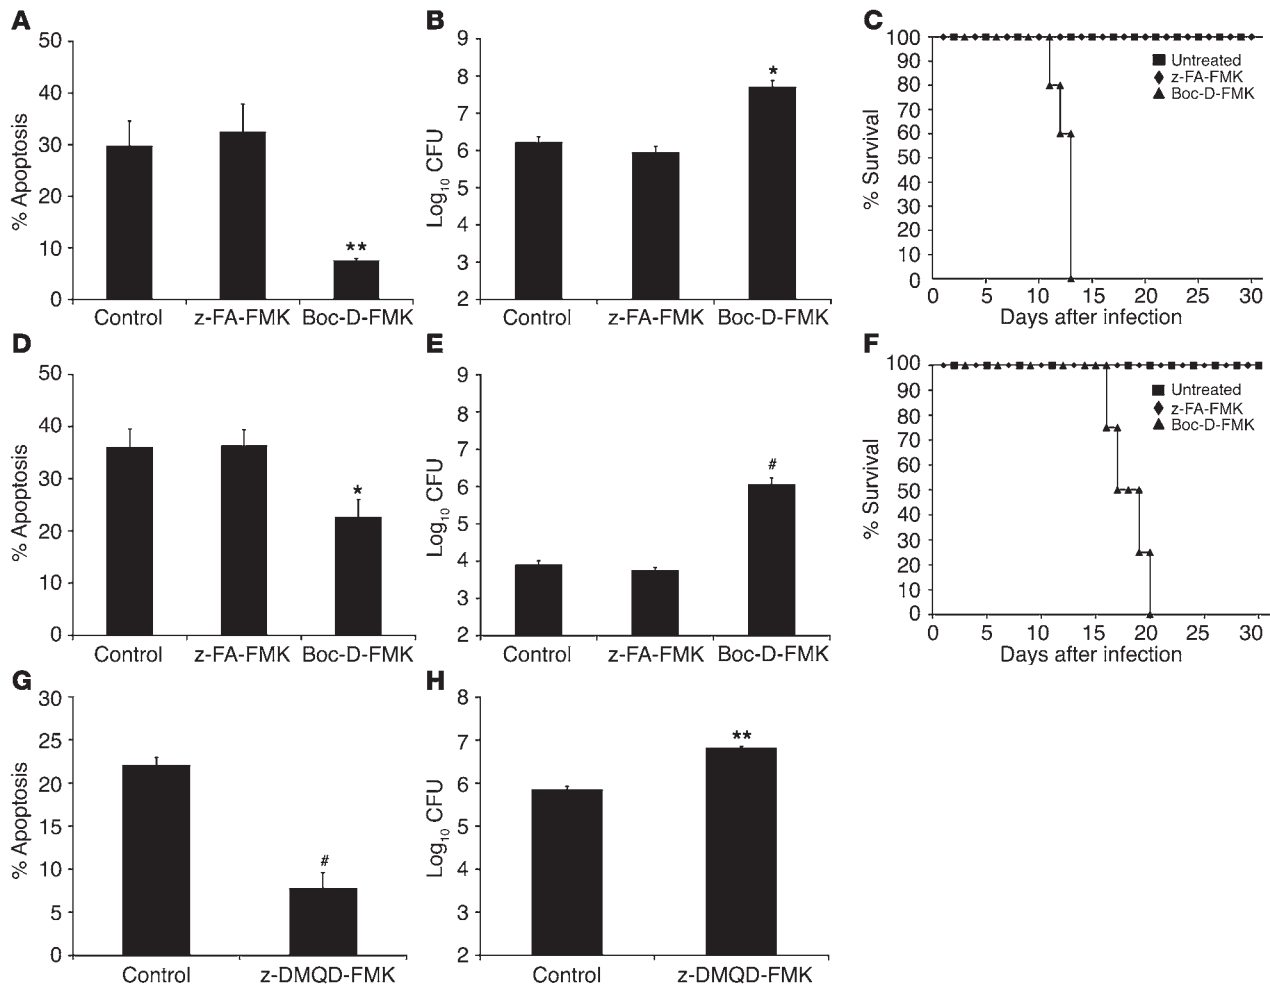 A
50
40
30
20
10
0
% Apoptosis
**
Control z-FA-FMK Boc-D-FMK
B
9
8
7
6
5
4
3
2
Log10 CFU
*
Control z-FA-FMK Boc-D-FMK
C
100
90
80
70
60
50
40
30
20
10
0
% Survival
Untreated
z-FA-FMK
Boc-D-FMK
0 5 10 15 20 25 30
Days after infection
D
50
40
30
20
10
0
% Apoptosis
*
Control z-FA-FMK Boc-D-FMK
E
9
8
7
6
5
4
3
2
Log10 CFU
#
Control z-FA-FMK Boc-D-FMK
F
100
90
80
70
60
50
40
30
20
10
0
% Survival
Untreated
z-FA-FMK
Boc-D-FMK
0 5 10 15 20 25 30
Days after infection
G
30
25
20
15
10
5
0
% Apoptosis
#
Control z-DMQD-FMK
H
8
7
6
5
4
3
2
Log10 CFU
**
Control z-DMQD-FMK